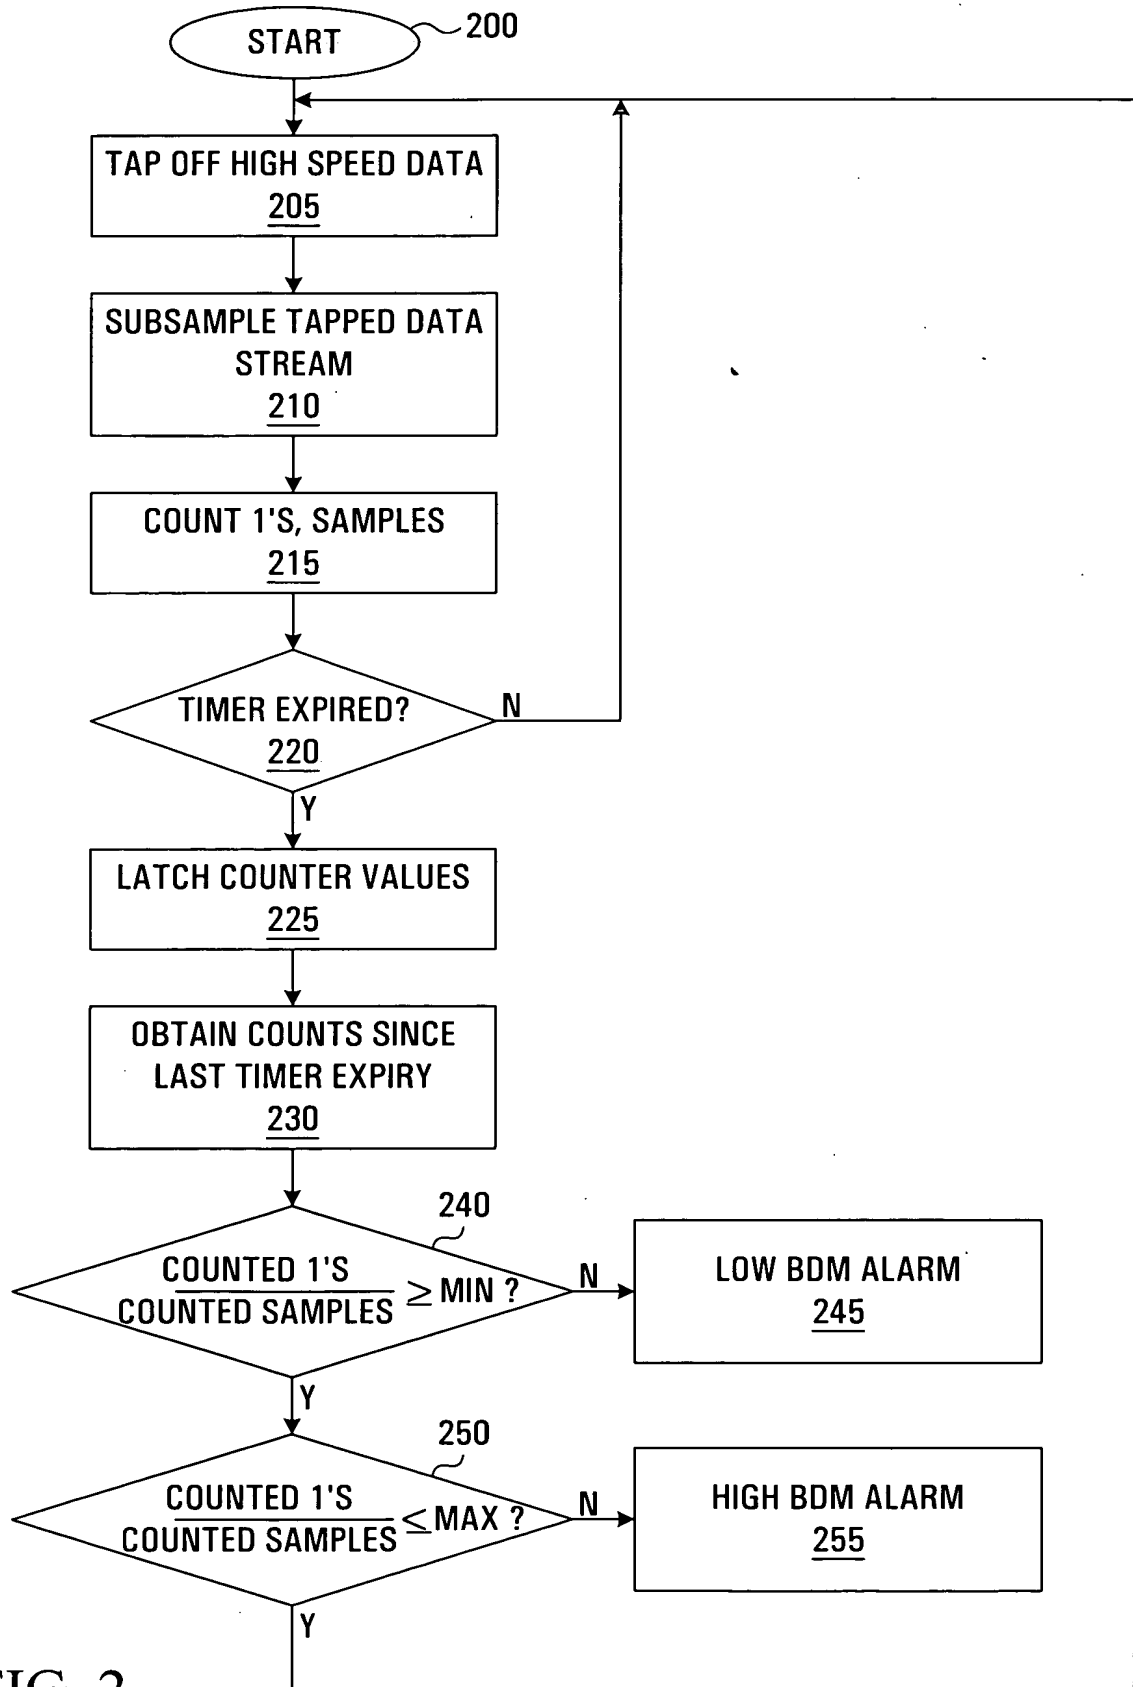 START
200
TAP OFF HIGH SPEED DATA
205
SUBSAMPLE TAPPED DATA
STREAM
210
COUNT 1'S, SAMPLES
215
TIMER EXPIRED?
220
N
Y
LATCH COUNTER VALUES
225
OBTAIN COUNTS SINCE
LAST TIMER EXPIRY
230
240
COUNTED 1'S
COUNTED SAMPLES ≥ MIN ?
N
LOW BDM ALARM
245
Y
250
COUNTED 1'S
COUNTED SAMPLES ≤ MAX ?
N
HIGH BDM ALARM
255
Y